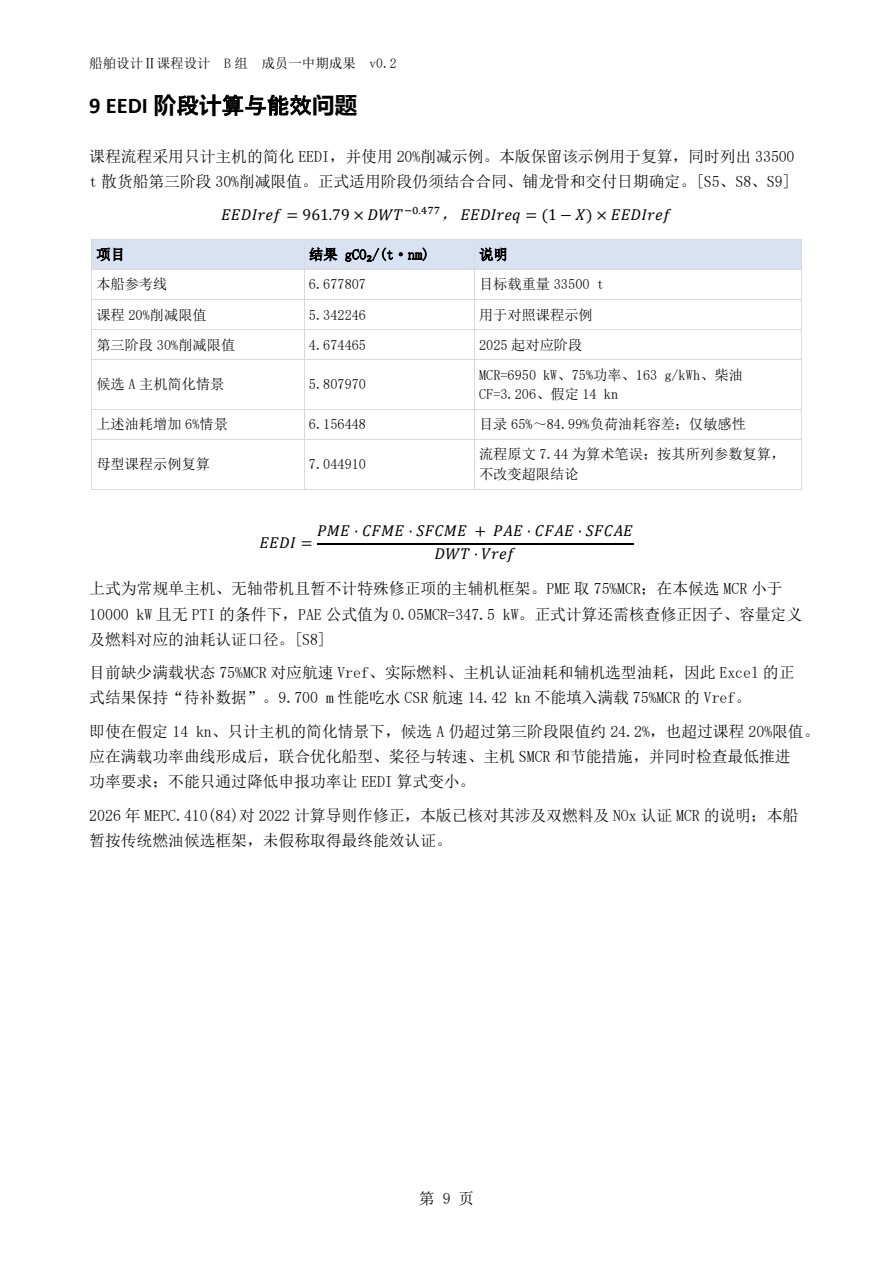 船舶设计Ⅱ课程设计 B 组 成员一中期成果 v0.2
9 EEDI 阶段计算与能效问题
课程流程采用只计主机的简化 EEDI，并使用 20%削减示例。本版保留该示例用于复算，同时列出 33500
t 散货船第三阶段 30%削减限值。正式适用阶段仍须结合合同、铺龙骨和交付日期确定。[S5、S8、S9]
EEDIref = 961.79 × DWT⁻⁰·⁴⁷⁷， EEDIreq = (1 − X) × EEDIref
项目 结果 gCO₂/(t·nm) 说明
本船参考线 6.677807 目标载重量 33500 t
课程 20%削减限值 5.342246 用于对照课程示例
第三阶段 30%削减限值 4.674465 2025 起对应阶段
候选 A 主机简化情景 5.807970 MCR=6950 kW、75%功率、163 g/kWh、柴油
CF=3.206、假定 14 kn
上述油耗增加 6%情景 6.156448 目录 65%～84.99%负荷油耗容差；仅敏感性
母型课程示例复算 7.044910 流程原文 7.44 为算术笔误；按其所列参数复算，
不改变超限结论
EEDI = PME · CFME · SFCME + PAE · CFAE · SFCAE
DWT · Vref
上式为常规单主机、无轴带机且暂不计特殊修正项的主辅机框架。PME 取 75%MCR；在本候选 MCR 小于
10000 kW 且无 PTI 的条件下，PAE 公式值为 0.05MCR=347.5 kW。正式计算还需核查修正因子、容量定义
及燃料对应的油耗认证口径。[S8]
目前缺少满载状态 75%MCR 对应航速 Vref、实际燃料、主机认证油耗和辅机选型油耗，因此 Excel 的正
式结果保持“待补数据”。9.700 m 性能吃水 CSR 航速 14.42 kn 不能填入满载 75%MCR 的 Vref。
即使在假定 14 kn、只计主机的简化情景下，候选 A 仍超过第三阶段限值约 24.2%，也超过课程 20%限值。
应在满载功率曲线形成后，联合优化船型、桨径与转速、主机 SMCR 和节能措施，并同时检查最低推进
功率要求；不能只通过降低申报功率让 EEDI 算式变小。
2026 年 MEPC.410(84)对 2022 计算导则作修正，本版已核对其涉及双燃料及 NOx 认证 MCR 的说明；本船
暂按传统燃油候选框架，未假称取得最终能效认证。
第 9 页